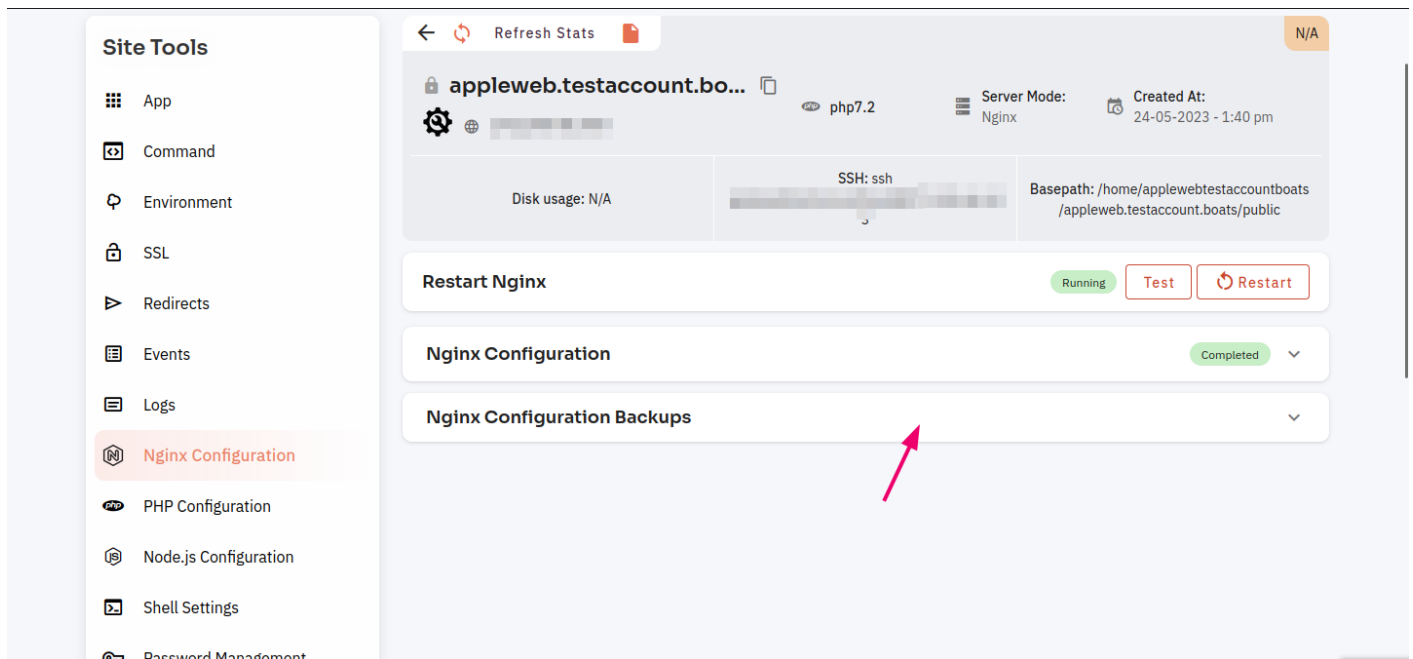 Site Tools
App
Command
Environment
SSL
Redirects
Events
Logs
Nginx Configuration
PHP Configuration
Node.js Configuration
Shell Settings
Password Management
Refresh Stats
N/A
appleweb.testaccount.bo...
php7.2
Server Mode:
Nginx
Created At:
24-05-2023 - 1:40 pm
Disk usage: N/A
SSH: ssh
Basepath: /home/applewebtestaccountboats
/appleweb.testaccount.boats/public
Restart Nginx
Running
Test
Restart
Nginx Configuration
Completed
Nginx Configuration Backups